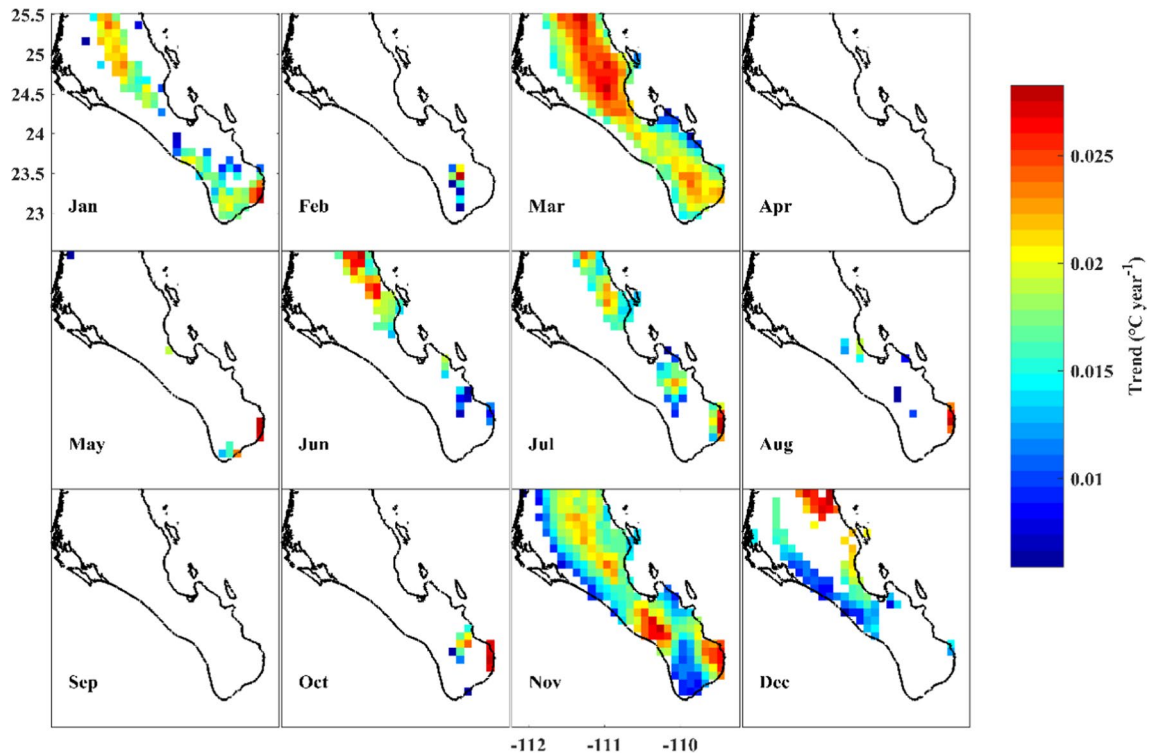 25.5
25
24.5
24
23.5
23
Jan
Feb
Mar
Apr
May
Jun
Jul
Aug
Sep
Oct
Nov
Dec
-112
-111
-110
0.025
0.02
0.015
0.01
Trend (°C year⁻¹)